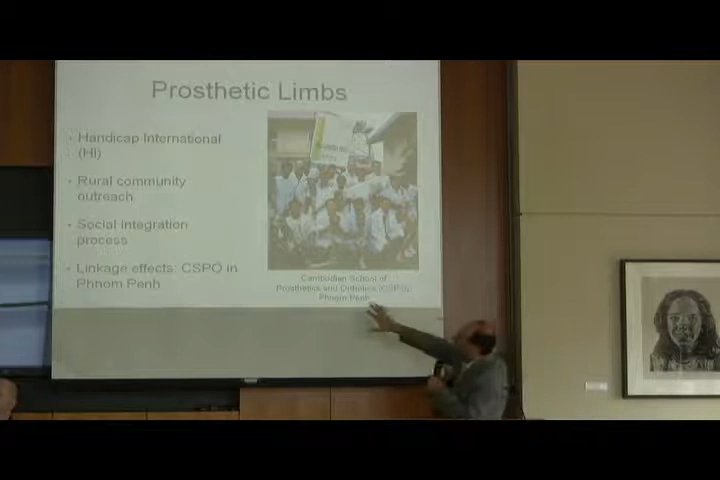 Prosthetic Limbs
• Handicap International
(HI)
• Rural community
outreach
• Social integration
process
• Linkage effects: CSPO in
Phnom Penh
Cambodian School of
Prosthetics and Orthotics (CSPO),
Phnom Penh